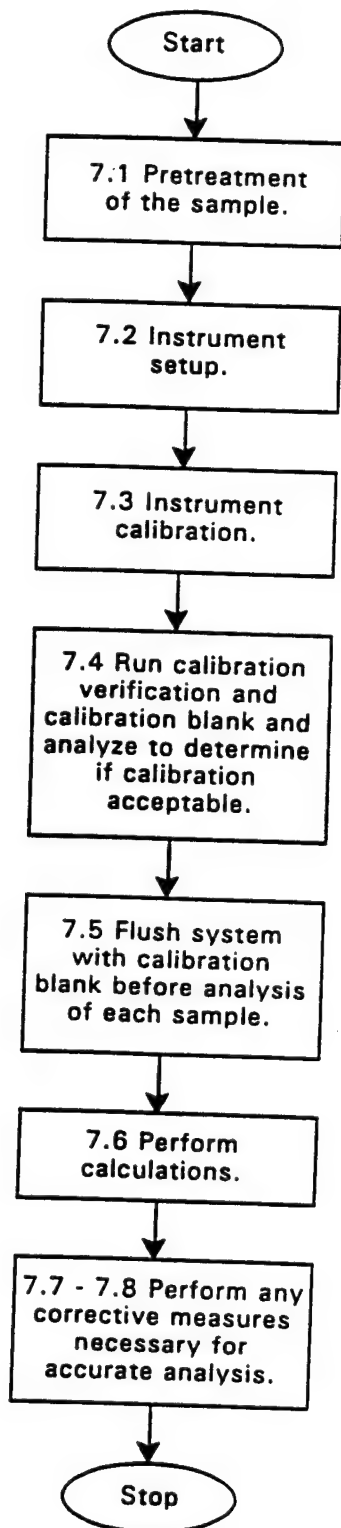 Start
7.1 Pretreatment
of the sample.
7.2 Instrument
setup.
7.3 Instrument
calibration.
7.4 Run calibration
verification and
calibration blank and
analyze to determine
if calibration
acceptable.
7.5 Flush system
with calibration
blank before analysis
of each sample.
7.6 Perform
calculations.
7.7 - 7.8 Perform any
corrective measures
necessary for
accurate analysis.
Stop